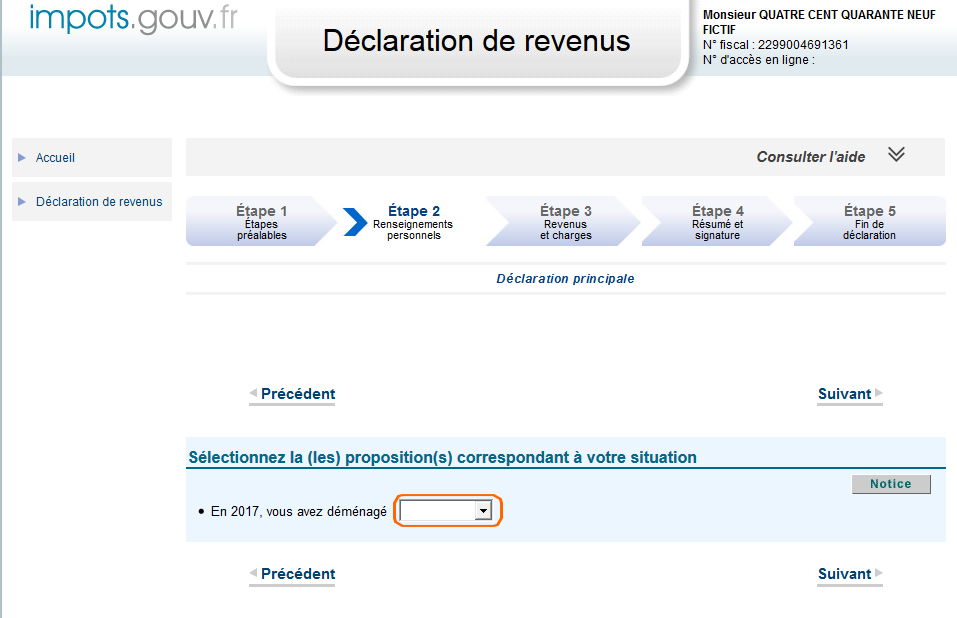 impots.gouv.fr
Déclaration de revenus
Monsieur QUATRE CENT QUARANTE NEUF
FICTIF
N° fiscal : 2299004691361
N° d'accès en ligne :
Accueil
Déclaration de revenus
Consulter l'aide
Étape 1
Étapes
préalables
Étape 2
Renseignements
personnels
Étape 3
Revenus
et charges
Étape 4
Résumé et
signature
Étape 5
Fin de
déclaration
Déclaration principale
Précédent
Suivant
Sélectionnez la (les) proposition(s) correspondant à votre situation
Notice
• En 2017, vous avez déménagé
Précédent
Suivant